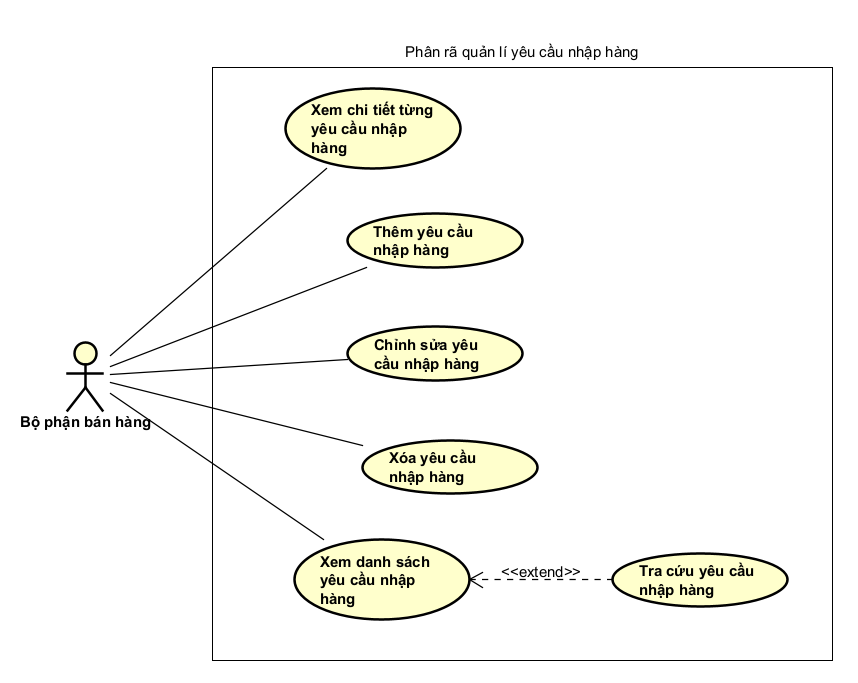 Phân rã quản lí yêu cầu nhập hàng
Xem chi tiết từng
yêu cầu nhập
hàng
Thêm yêu cầu
nhập hàng
Chỉnh sửa yêu
cầu nhập hàng
Bộ phận bán hàng
Xóa yêu cầu
nhập hàng
Xem danh sách
yêu cầu nhập
hàng
<<extend>>
Tra cứu yêu cầu
nhập hàng